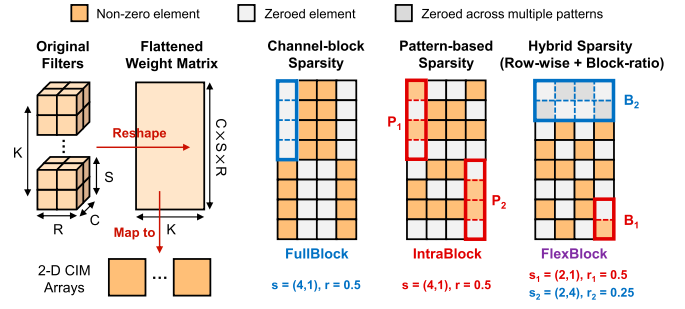 Non-zero element
Zeroed element
Zeroed across multiple patterns
Original
Filters
Flattened
Weight Matrix
Channel-block
Sparsity
Pattern-based
Sparsity
Hybrid Sparsity
(Row-wise + Block-ratio)
K
Reshape
S
R
C
C×S×R
K
Map to
2-D CIM
Arrays
...
P1
P2
B2
B1
FullBlock
IntraBlock
FlexBlock
s = (4,1), r = 0.5
s = (4,1), r = 0.5
s1 = (2,1), r1 = 0.5
s2 = (2,4), r2 = 0.25